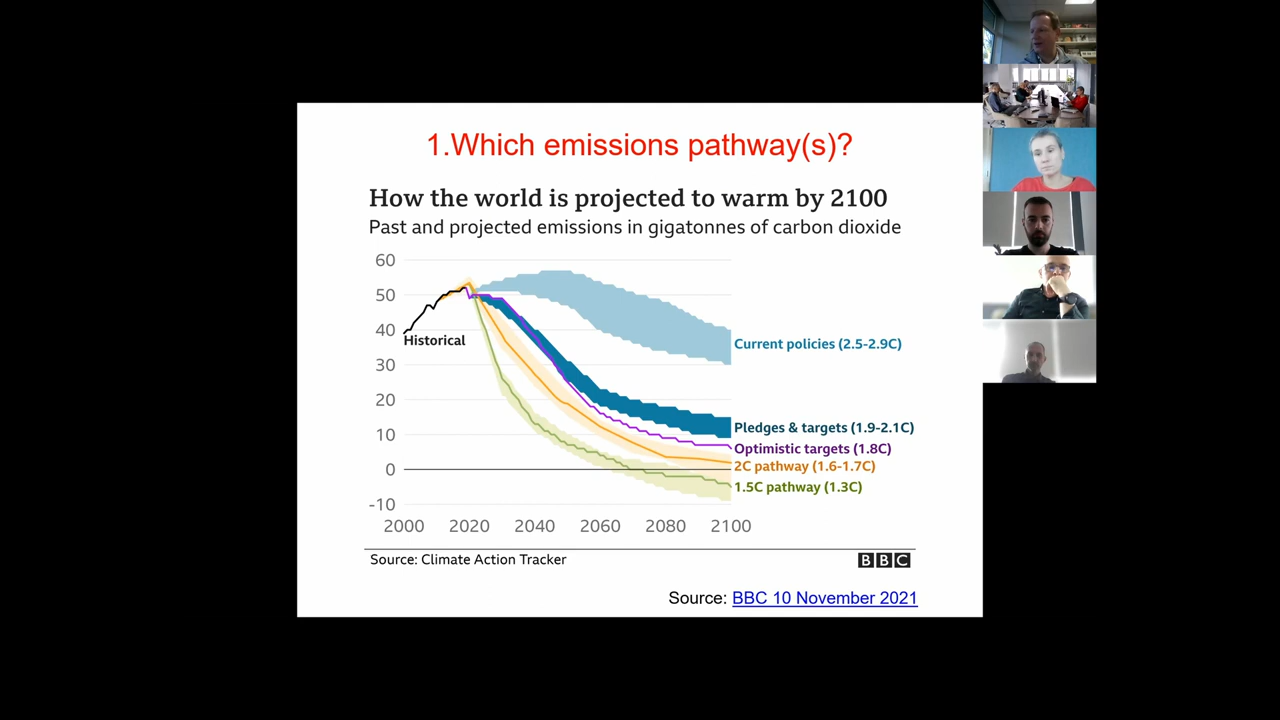 1.Which emissions pathway(s)?
How the world is projected to warm by 2100
Past and projected emissions in gigatonnes of carbon dioxide
60
50
40
30
20
10
0
-10
Historical
Current policies (2.5-2.9C)
Pledges & targets (1.9-2.1C)
Optimistic targets (1.8C)
2C pathway (1.6-1.7C)
1.5C pathway (1.3C)
2000 2020 2040 2060 2080 2100
Source: Climate Action Tracker
BBC
Source: BBC 10 November 2021